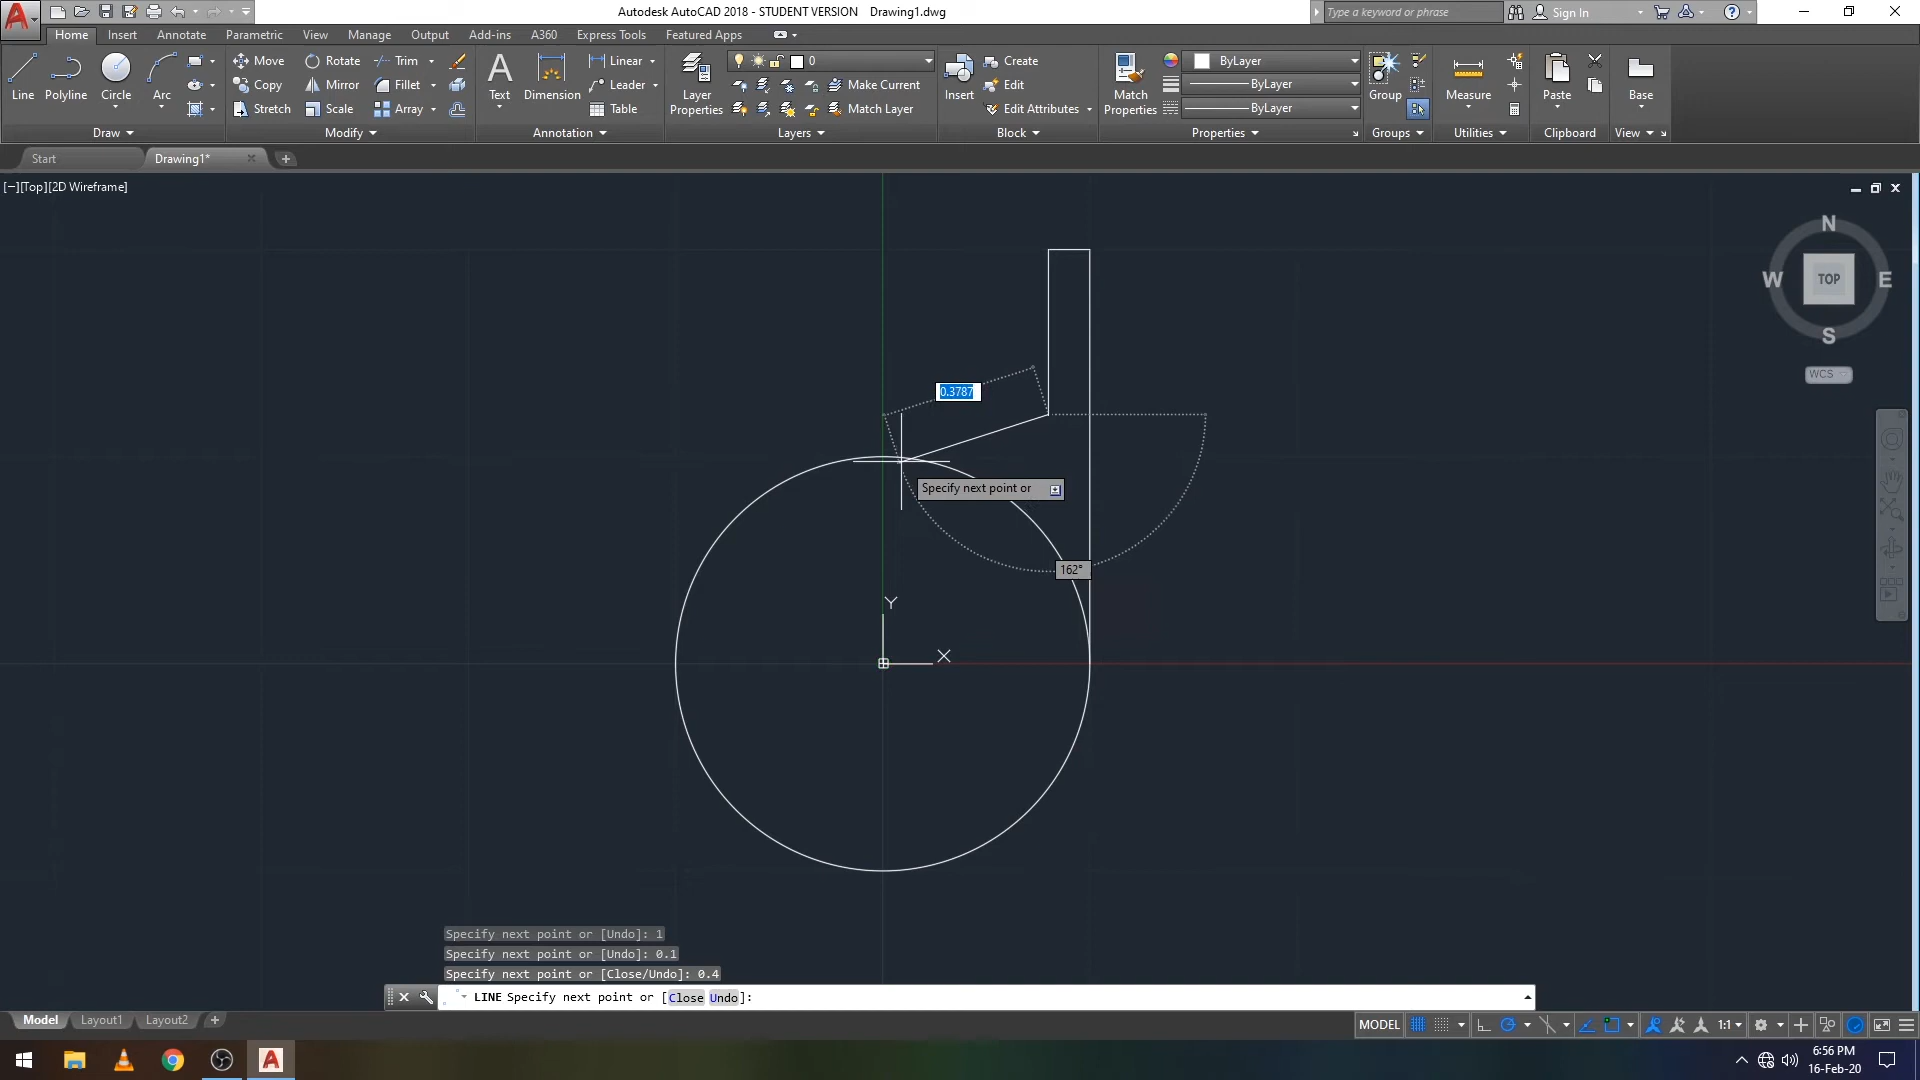 Autodesk AutoCAD 2018 - STUDENT VERSION Drawing1.dwg
Type a keyword or phrase
Sign In
Home Insert Annotate Parametric View Manage Output Add-ins A360 Express Tools Featured Apps
Line Polyline Circle Arc
Move Rotate Trim
Copy Mirror Fillet
Stretch Scale Array
Text Dimension
Linear
Leader
Table
Layer Properties
0
Make Current
Match Layer
Insert
Create
Edit
Edit Attributes
Match Properties
ByLayer
ByLayer
ByLayer
Group
Measure
Paste
Base
Draw Modify Annotation Layers Block Properties Groups Utilities Clipboard View
Start Drawing1*
[−][Top][2D Wireframe]
N
W TOP E
S
WCS
0.3787
Specify next point or
162°
Y
X
Specify next point or [Undo]: 1
Specify next point or [Undo]: 0.1
Specify next point or [Close/Undo]: 0.4
LINE Specify next point or [Close Undo]:
Model Layout1 Layout2
MODEL 1:1
6:56 PM
16-Feb-20